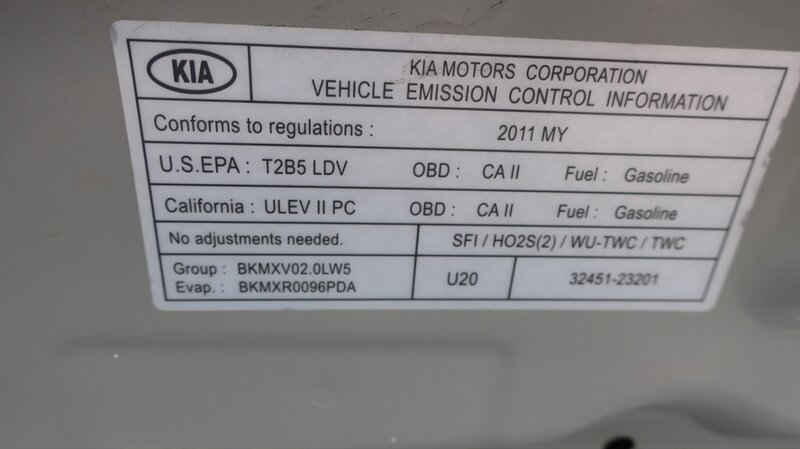 KIA
KIA MOTORS CORPORATION
VEHICLE EMISSION CONTROL INFORMATION
Conforms to regulations : 2011 MY
U.S.EPA : T2B5 LDV OBD : CA II Fuel : Gasoline
California : ULEV II PC OBD : CA II Fuel : Gasoline
No adjustments needed. SFI / HO2S(2) / WU-TWC / TWC
Group : BKMXV02.0LW5
Evap. : BKMXR0096PDA
U20
32451-23201